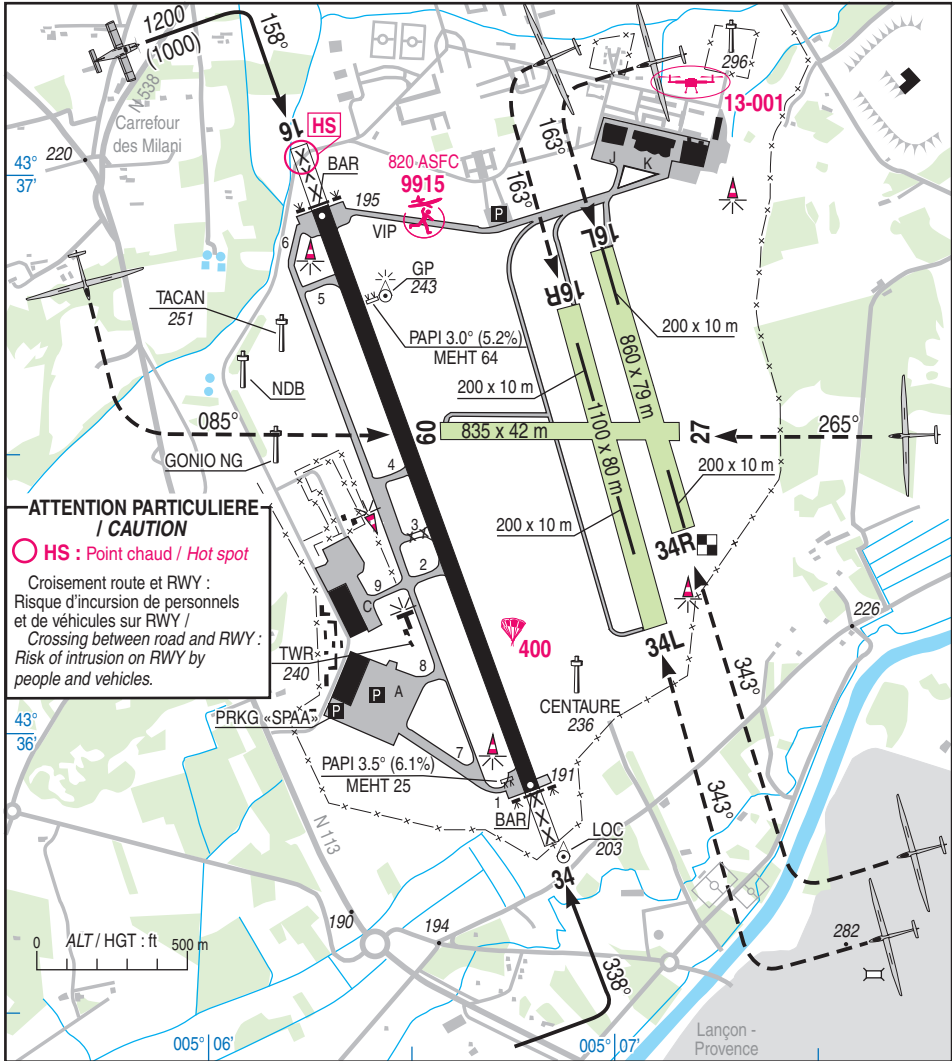 1200
(1000)
158°
N 538
Carrefour
des Milapi
220
43°
37'
16
HS
BAR
195
6
5
820 ASFC
9915
VIP
P
163°
163°
296
13-001
J
K
16L
16R
GP
243
TACAN
251
PAPI 3.0° (5.2%)
MEHT 64
NDB
200 x 10 m
200 x 10 m
860 x 79 m
1100 x 80 m
085°
09
835 x 42 m
27
265°
GONIO NG
200 x 10 m
4
200 x 10 m
ATTENTION PARTICULIERE
/ CAUTION
HS : Point chaud / Hot spot
Croisement route et RWY :
Risque d'incursion de personnels
et de véhicules sur RWY /
Crossing between road and RWY :
Risk of intrusion on RWY by
people and vehicles.
3
2
9
C
34R
34L
226
TWR
240
8
A
P
P
PRKG «SPAA»
400
CENTAURE
236
343°
343°
43°
36'
7
PAPI 3.5° (6.1%)
MEHT 25
191
1
BAR
LOC
203
34
N 113
190
194
282
0
ALT / HGT : ft
500 m
338°
Lançon -
Provence
005° 06'
005° 07'